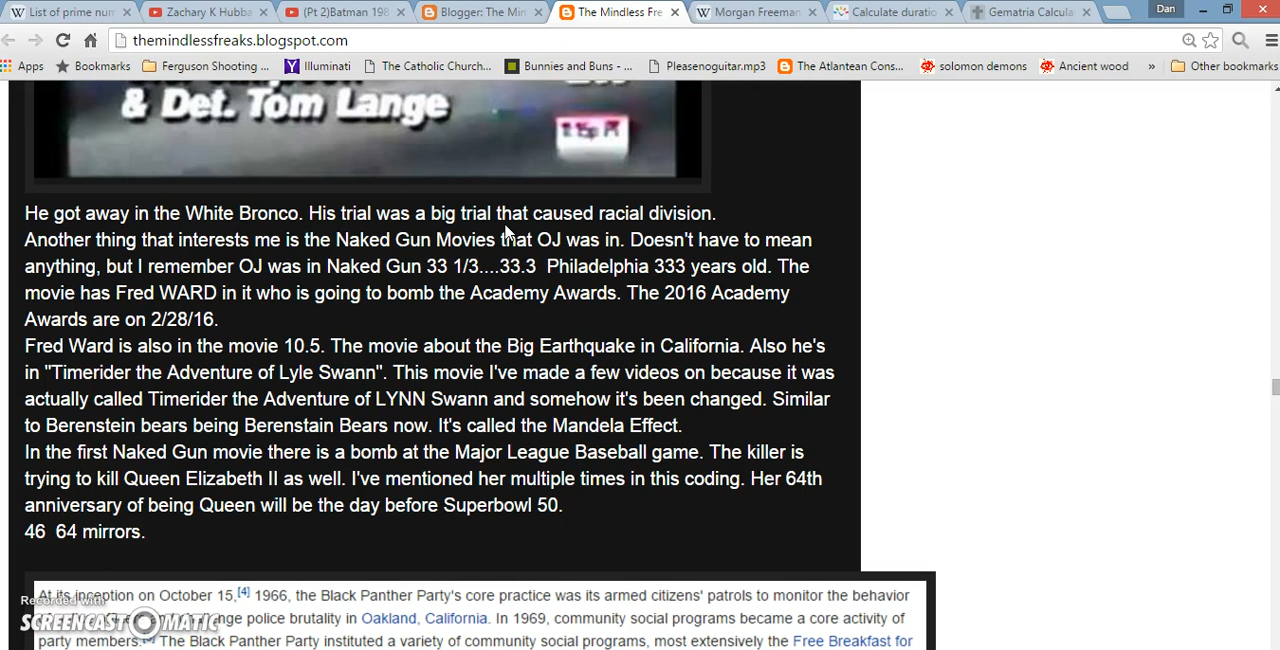 List of prime num
Zachary K Hubba
(Pt 2)Batman 198
Blogger: The Min
The Mindless Fre
Morgan Freeman
Calculate duratio
Gematria Calcula
Dan
themindlessfreaks.blogspot.com
Apps
Bookmarks
Ferguson Shooting ...
Illuminati
The Catholic Church...
Bunnies and Buns - ...
Pleasenoguitar.mp3
The Atlantean Cons...
solomon demons
Ancient wood
»
Other bookmarks
& Det. Tom Lange
He got away in the White Bronco. His trial was a big trial that caused racial division.
Another thing that interests me is the Naked Gun Movies that OJ was in. Doesn't have to mean
anything, but I remember OJ was in Naked Gun 33 1/3....33.3 Philadelphia 333 years old. The
movie has Fred WARD in it who is going to bomb the Academy Awards. The 2016 Academy
Awards are on 2/28/16.
Fred Ward is also in the movie 10.5. The movie about the Big Earthquake in California. Also he's
in "Timerider the Adventure of Lyle Swann". This movie I've made a few videos on because it was
actually called Timerider the Adventure of LYNN Swann and somehow it's been changed. Similar
to Berenstein bears being Berenstain Bears now. It's called the Mandela Effect.
In the first Naked Gun movie there is a bomb at the Major League Baseball game. The killer is
trying to kill Queen Elizabeth II as well. I've mentioned her multiple times in this coding. Her 64th
anniversary of being Queen will be the day before Superbowl 50.
46 64 mirrors.
At its inception on October 15,[4] 1966, the Black Panther Party's core practice was its armed citizens' patrols to monitor the behavior
police brutality in Oakland, California. In 1969, community social programs became a core activity of
party members. The Black Panther Party instituted a variety of community social programs, most extensively the Free Breakfast for
Recorded with
SCREENCAST-O-MATIC